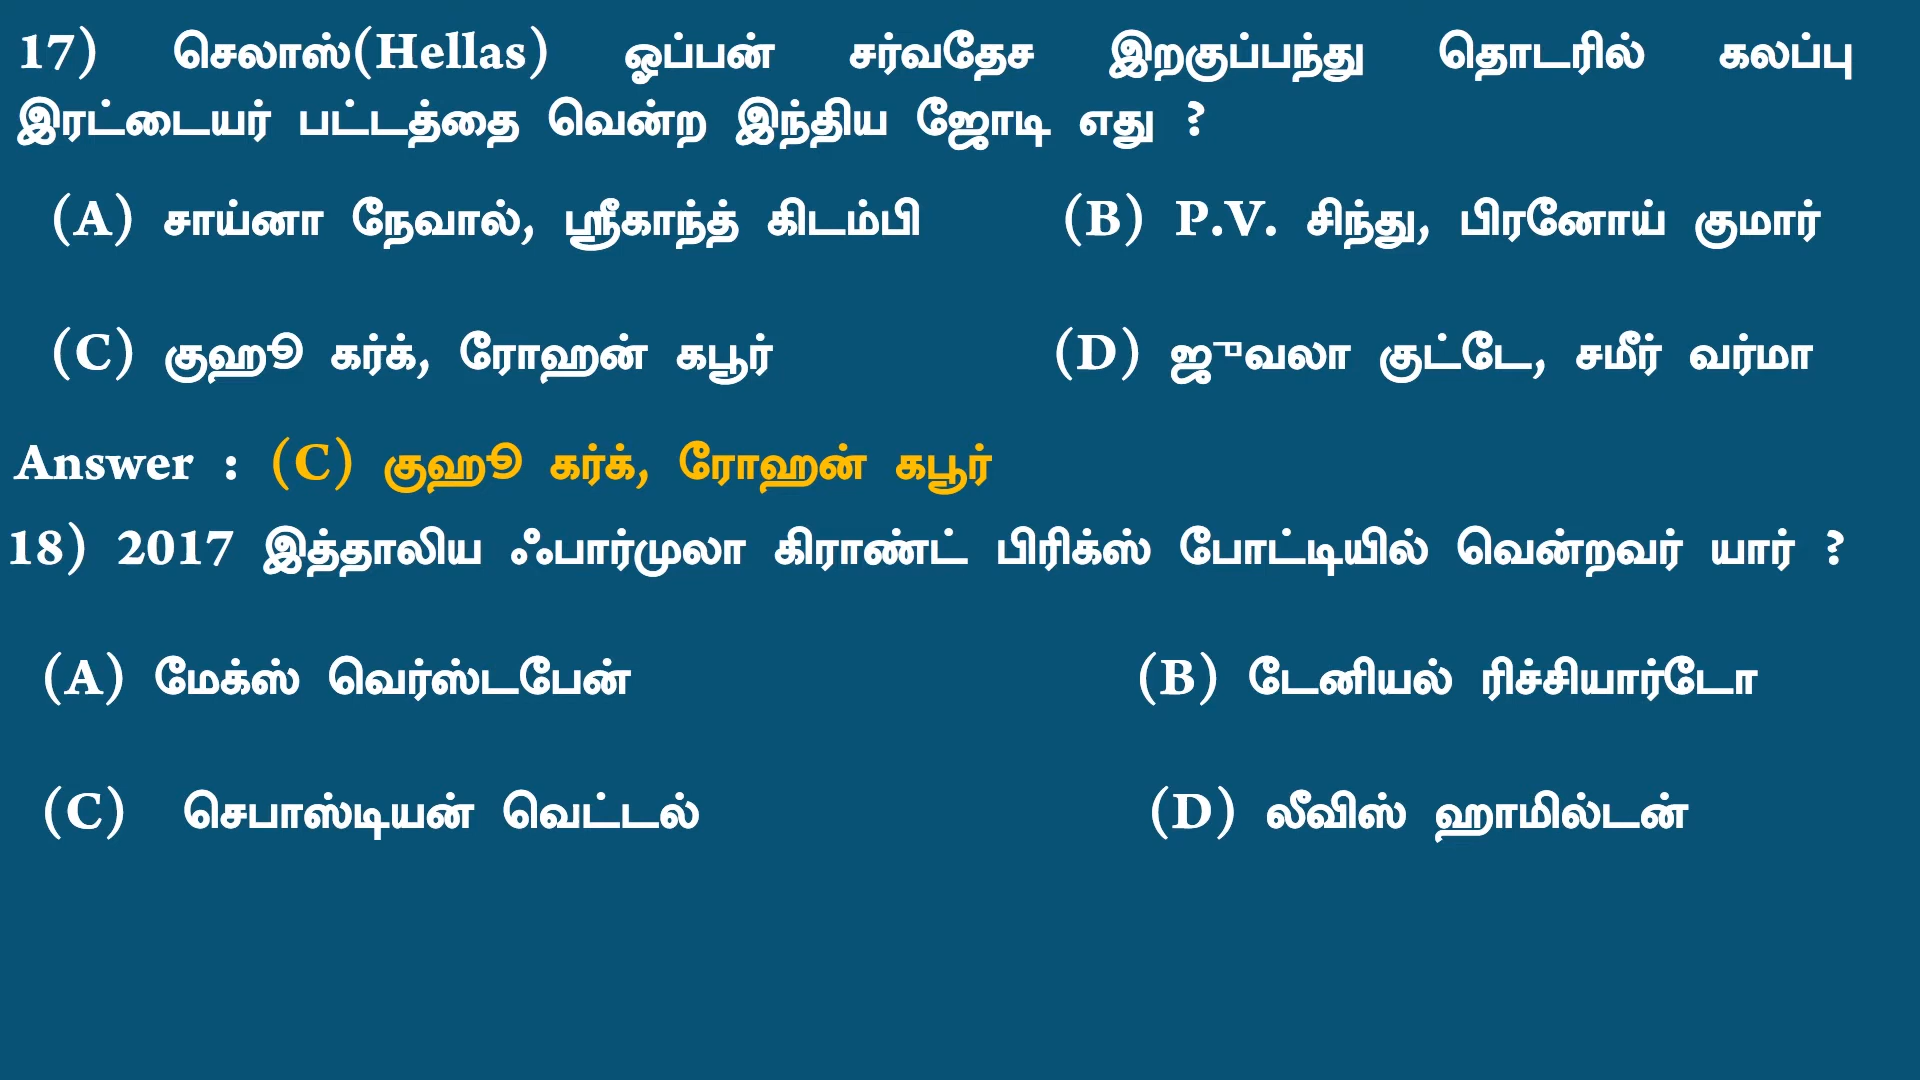 17) செலாஸ்(Hellas) ஓப்பன் சர்வதேச இறகுப்பந்து தொடரில் கலப்பு
இரட்டையர் பட்டத்தை வென்ற இந்திய ஜோடி எது ?
(A) சாய்னா நேவால், ஸ்ரீகாந்த் கிடம்பி (B) P.V. சிந்து, பிரனோய் குமார்
(C) குஹூ கர்க், ரோஹன் கபூர் (D) ஜுவலா குட்டே, சமீர் வர்மா
Answer : (C) குஹூ கர்க், ரோஹன் கபூர்
18) 2017 இத்தாலிய ஃபார்முலா கிராண்ட் பிரிக்ஸ் போட்டியில் வென்றவர் யார் ?
(A) மேக்ஸ் வெர்ஸ்டபேன் (B) டேனியல் ரிச்சியார்டோ
(C) செபாஸ்டியன் வெட்டல் (D) லீவிஸ் ஹாமில்டன்